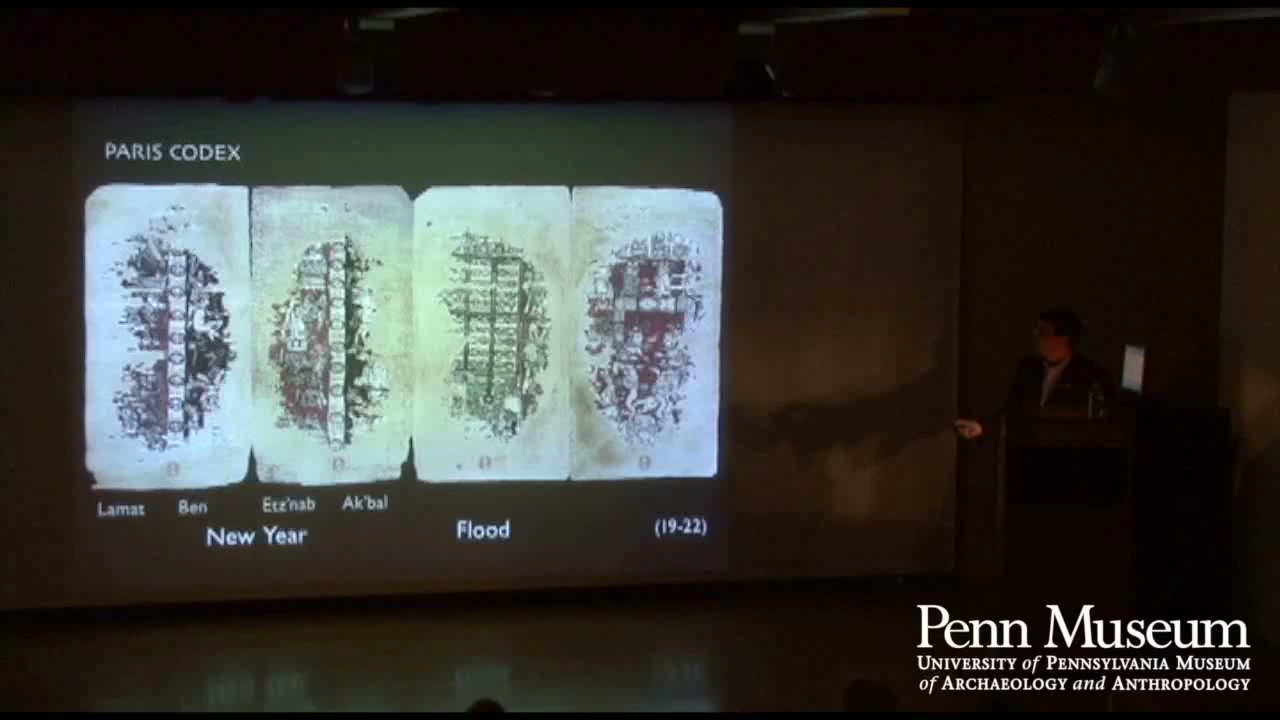 PARIS CODEX
Lamat Ben Etz'nab Ak'bal
New Year Flood (19-22)
Penn Museum
UNIVERSITY of PENNSYLVANIA MUSEUM
of ARCHAEOLOGY and ANTHROPOLOGY